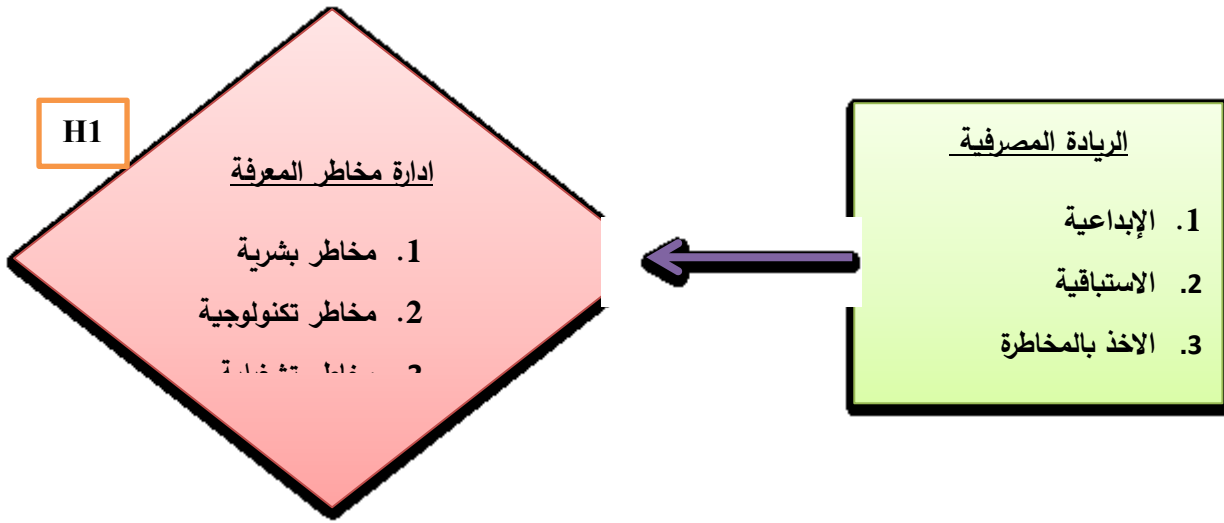 H1
الريادة المصرفية
1. الإبداعية
2. الاستباقية
3. الاخذ بالمخاطرة
ادارة مخاطر المعرفة
1. مخاطر بشرية
2. مخاطر تكنولوجية